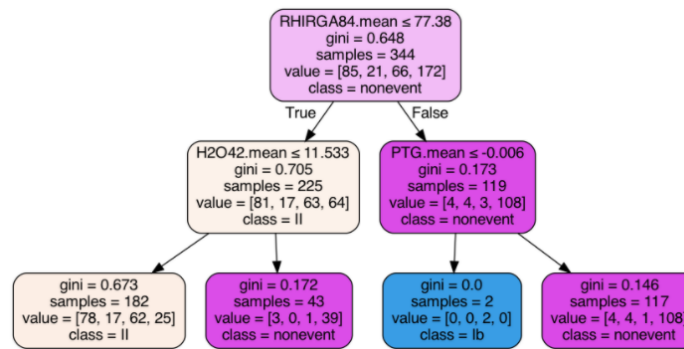 RHIRGA84.mean ≤ 77.38
gini = 0.648
samples = 344
value = [85, 21, 66, 172]
class = nonevent
True
False
H2O42.mean ≤ 11.533
gini = 0.705
samples = 225
value = [81, 17, 63, 64]
class = II
PTG.mean ≤ -0.006
gini = 0.173
samples = 119
value = [4, 4, 3, 108]
class = nonevent
gini = 0.673
samples = 182
value = [78, 17, 62, 25]
class = II
gini = 0.172
samples = 43
value = [3, 0, 1, 39]
class = nonevent
gini = 0.0
samples = 2
value = [0, 0, 2, 0]
class = Ib
gini = 0.146
samples = 117
value = [4, 4, 1, 108]
class = nonevent